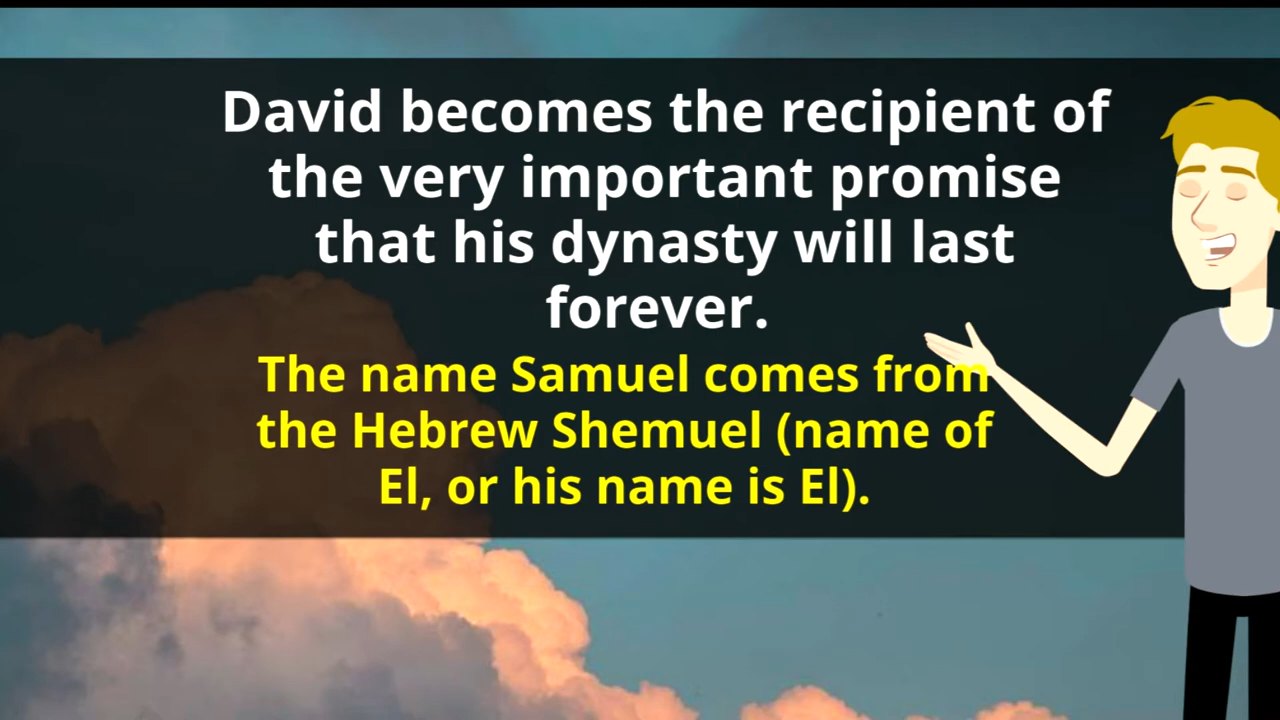 David becomes the recipient of
the very important promise
that his dynasty will last
forever.
The name Samuel comes from
the Hebrew Shemuel (name of
El, or his name is El).